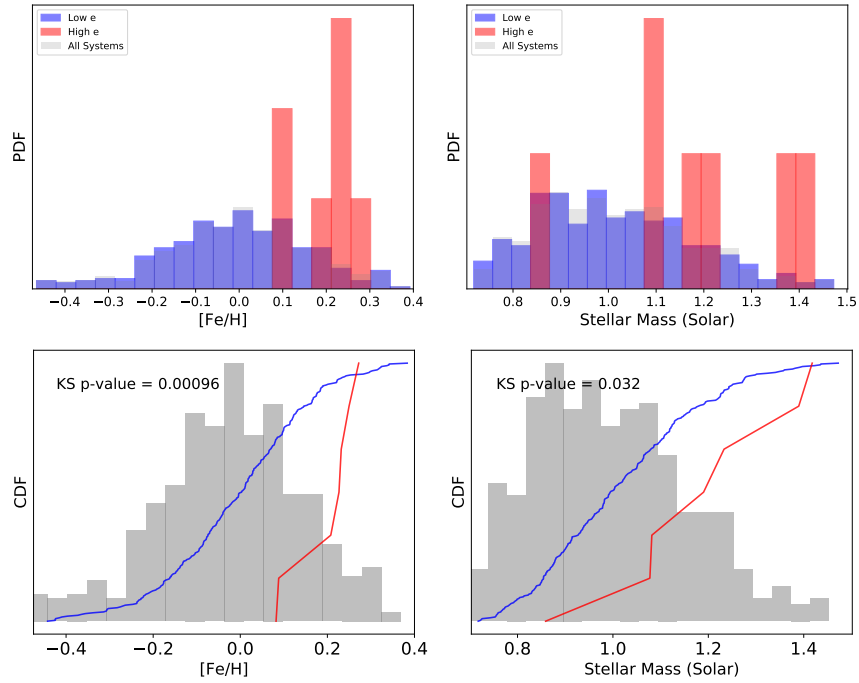 Low e
High e
All Systems
PDF
−0.4 −0.3 −0.2 −0.1 0.0 0.1 0.2 0.3 0.4
[Fe/H]
Low e
High e
All Systems
PDF
0.8 0.9 1.0 1.1 1.2 1.3 1.4 1.5
Stellar Mass (Solar)
KS p-value = 0.00096
CDF
−0.4 −0.2 0.0 0.2 0.4
[Fe/H]
KS p-value = 0.032
CDF
0.8 1.0 1.2 1.4
Stellar Mass (Solar)